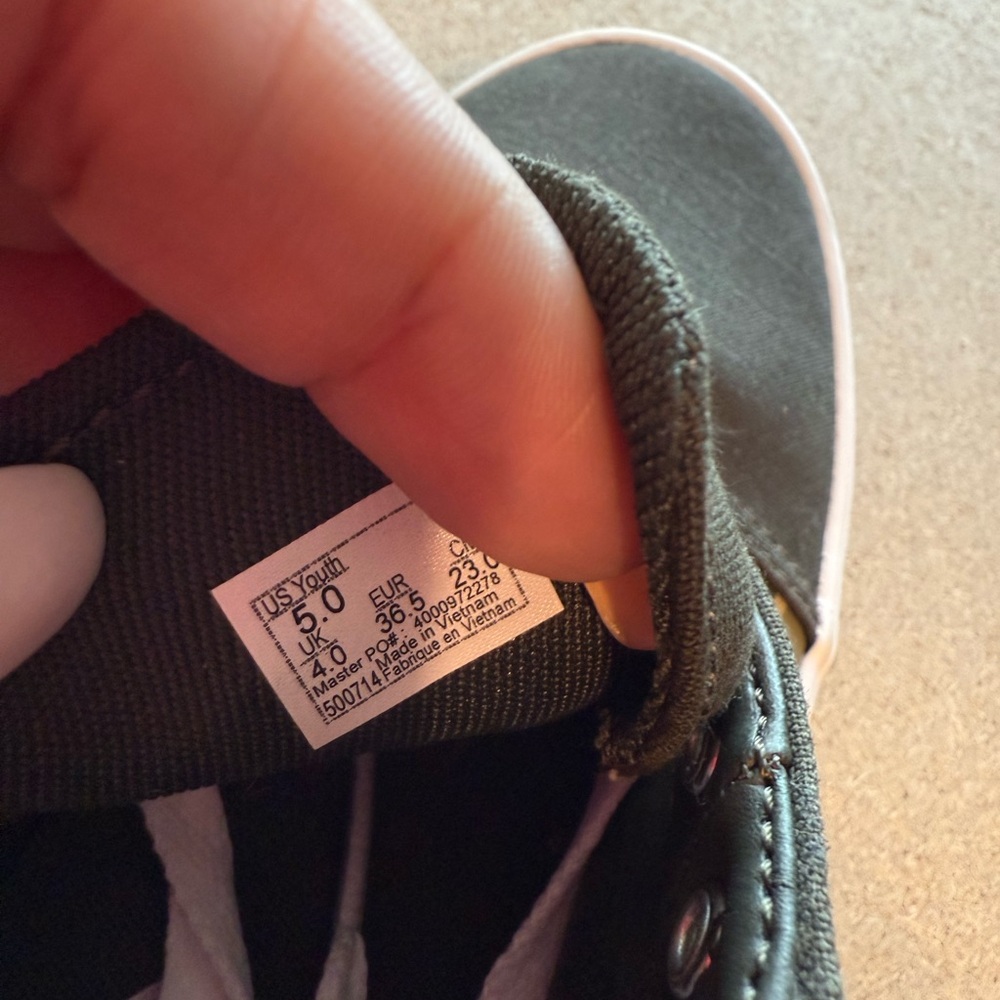 US Youth EUR
5.0 36.5 23.0
UK
4.0
Master PO# : 4000972278
Made in Vietnam
500714 Fabrique en Vietnam